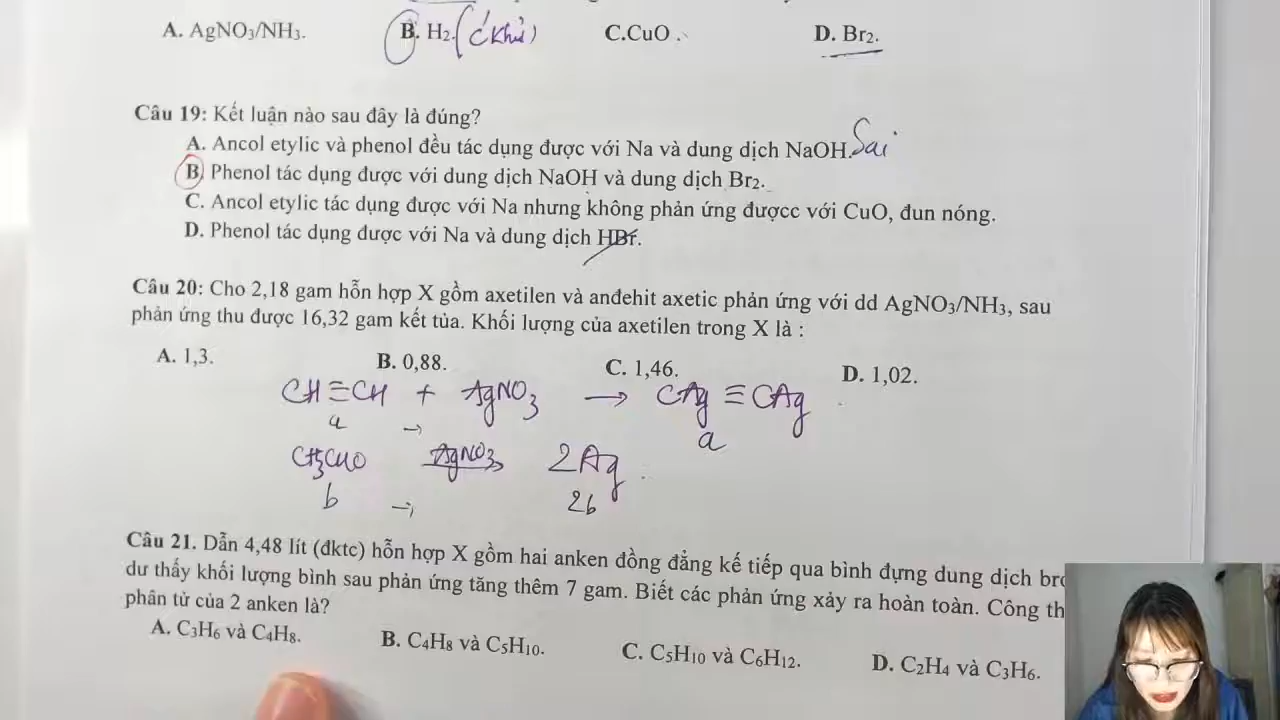 A. AgNO3/NH3. B. H2. (c' khử) C.CuO . D. Br2.
Câu 19: Kết luận nào sau đây là đúng?
A. Ancol etylic và phenol đều tác dụng được với Na và dung dịch NaOH. Sai
B. Phenol tác dụng được với dung dịch NaOH và dung dịch Br2.
C. Ancol etylic tác dụng được với Na nhưng không phản ứng đượcc với CuO, đun nóng.
D. Phenol tác dụng được với Na và dung dịch HBr.
Câu 20: Cho 2,18 gam hỗn hợp X gồm axetilen và anđehit axetic phản ứng với dd AgNO3/NH3, sau
phản ứng thu được 16,32 gam kết tủa. Khối lượng của axetilen trong X là :
A. 1,3. B. 0,88. C. 1,46. D. 1,02.
CH≡CH + AgNO3 → CAg ≡ CAg
a → a
CH3CHO AgNO3 → 2Ag
b → 2b
Câu 21. Dẫn 4,48 lít (đktc) hỗn hợp X gồm hai anken đồng đẳng kế tiếp qua bình đựng dung dịch
dư thấy khối lượng bình sau phản ứng tăng thêm 7 gam. Biết các phản ứng xảy ra hoàn toàn. Công
phân tử của 2 anken là?
A. C3H6 và C4H8. B. C4H8 và C5H10. C. C5H10 và C6H12. D. C2H4 và C3H6.